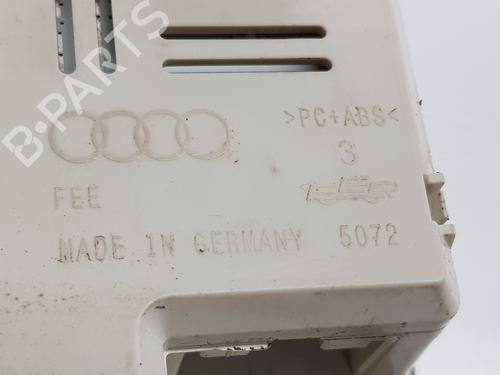 B-PARTS
>PC+ABS<
3
FEE
MADE IN GERMANY 5072